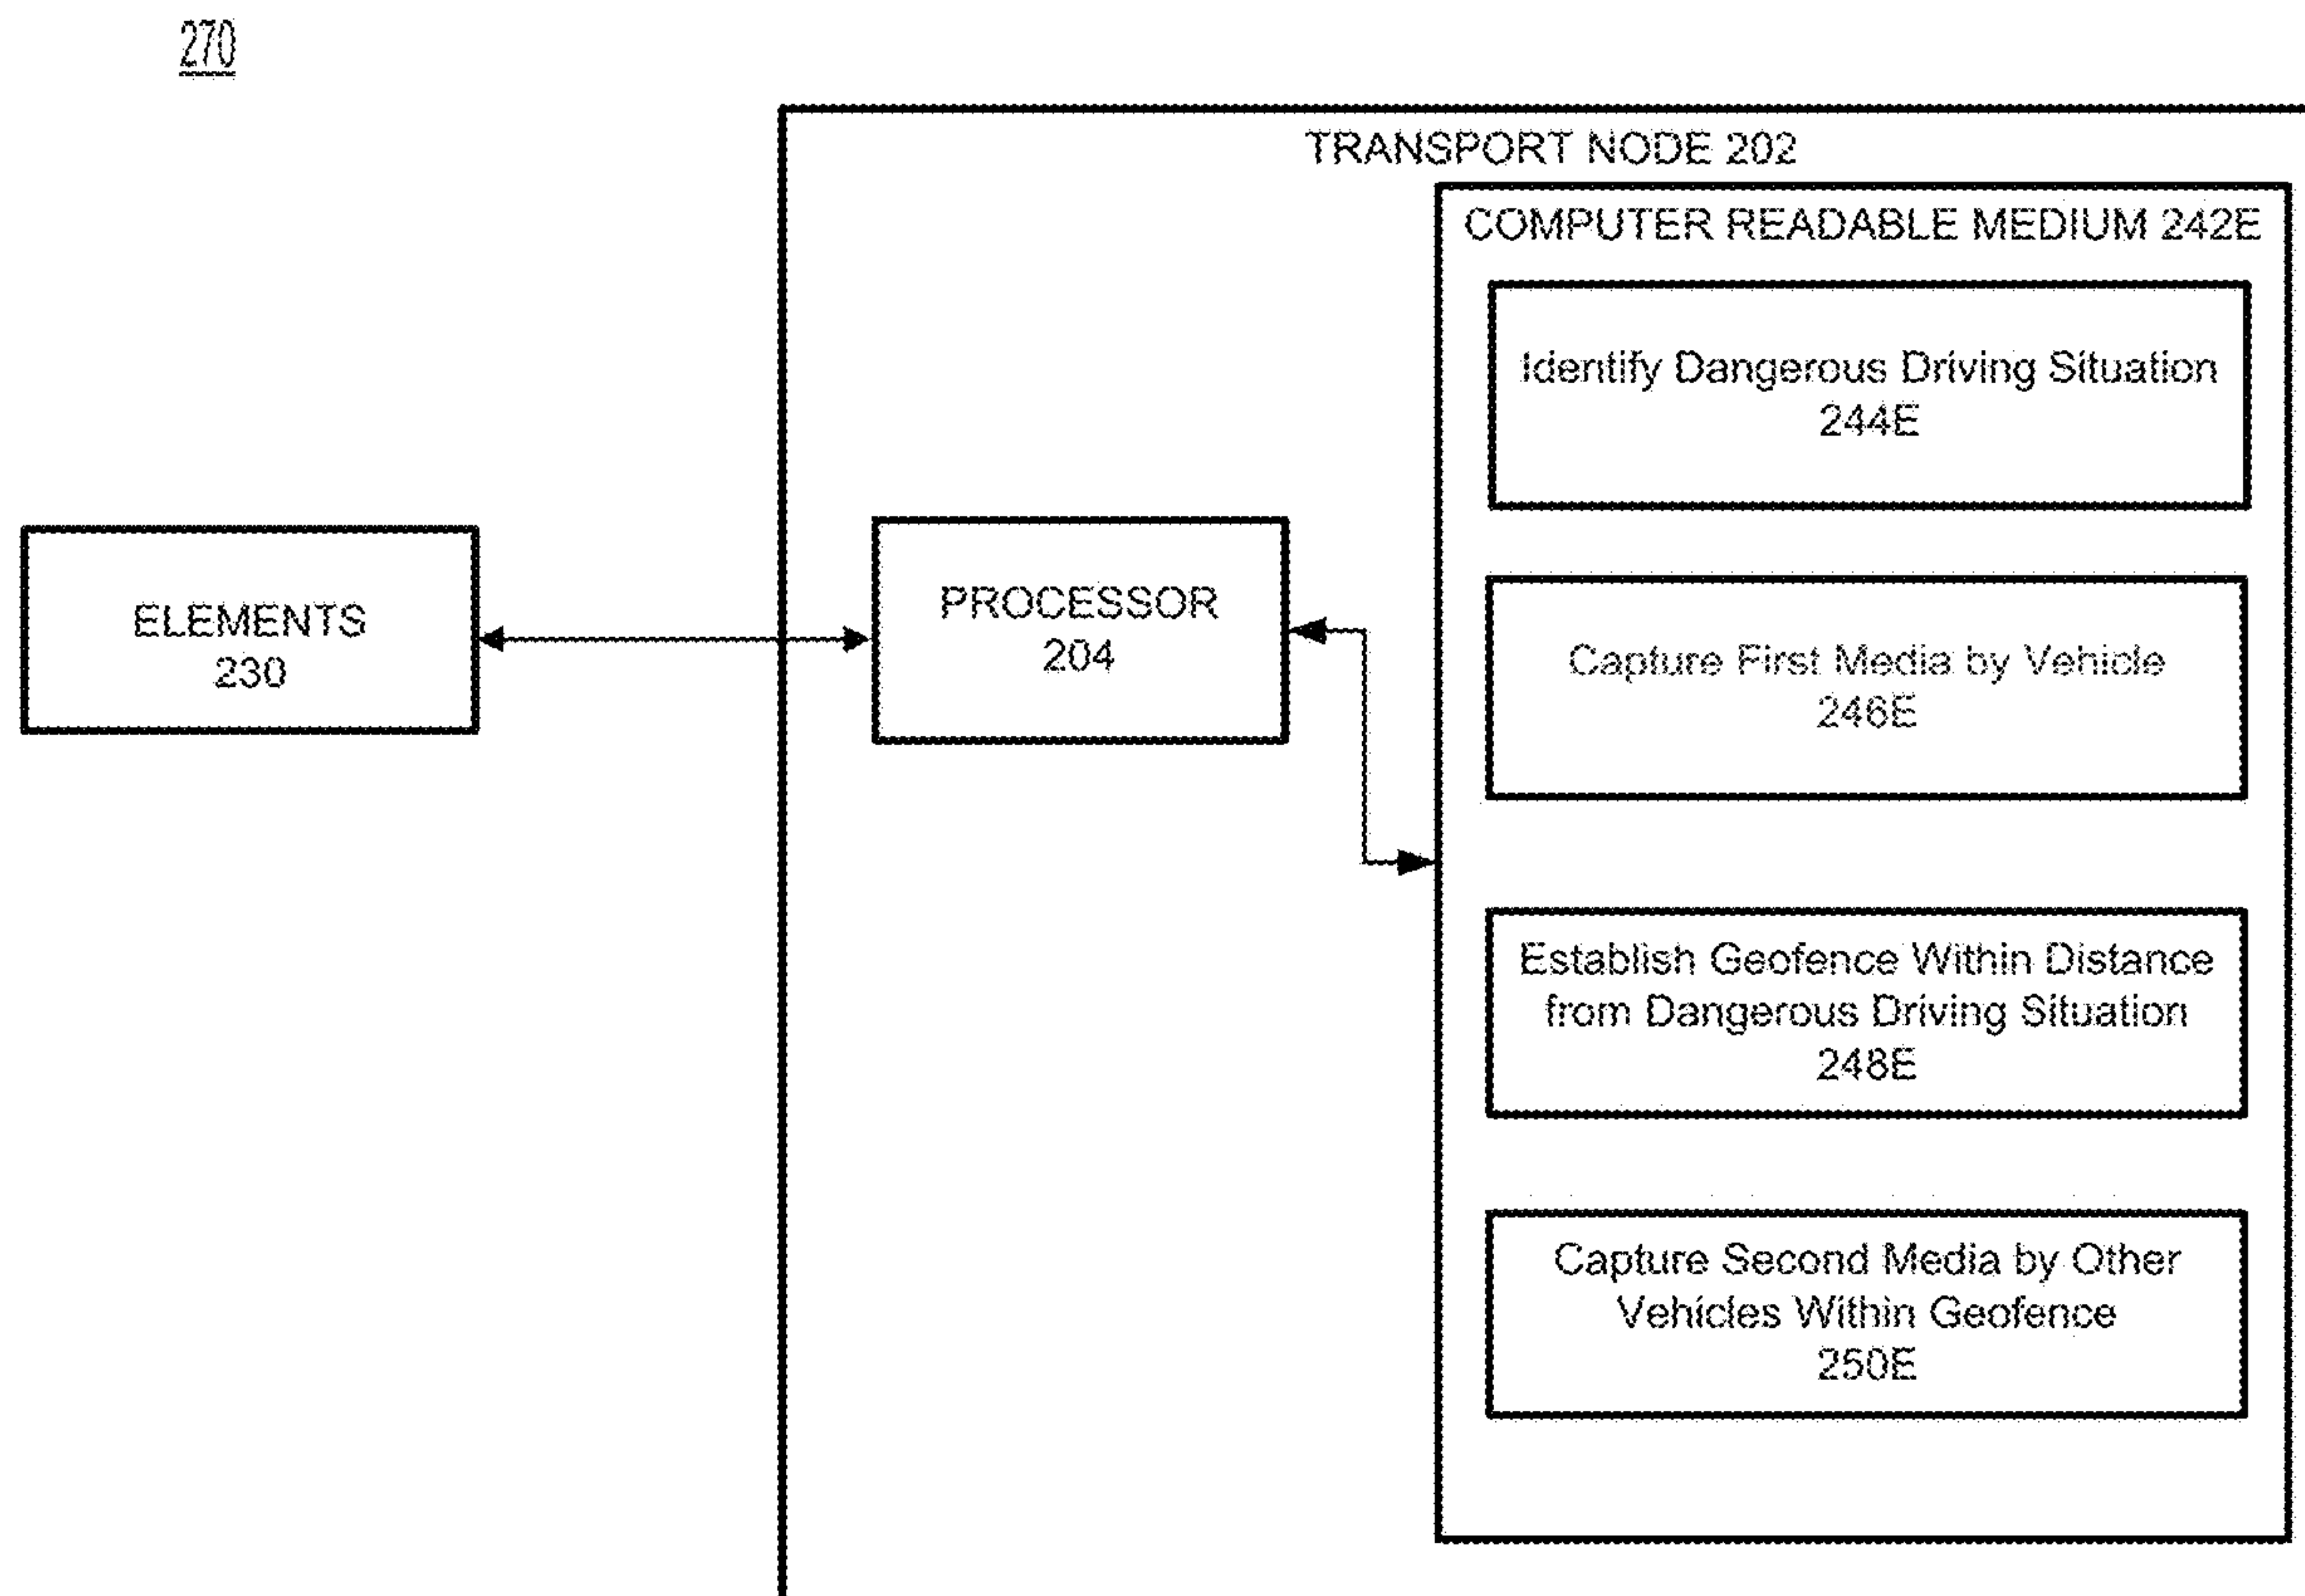 270
TRANSPORT NODE 202
COMPUTER READABLE MEDIUM 242E
Identify Dangerous Driving Situation
244E
ELEMENTS
230
PROCESSOR
204
Capture First Media by Vehicle
246E
Establish Geofence Within Distance
from Dangerous Driving Situation
248E
Capture Second Media by Other
Vehicles Within Geofence
250E